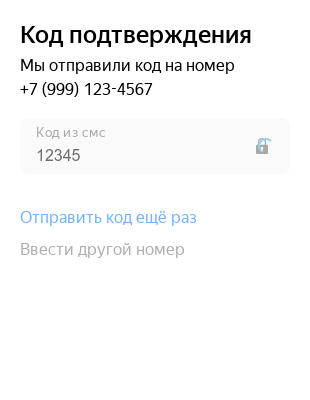 Код подтверждения
Мы отправили код на номер
+7 (999) 123-4567
Код из смс
12345
Отправить код ещё раз
Ввести другой номер